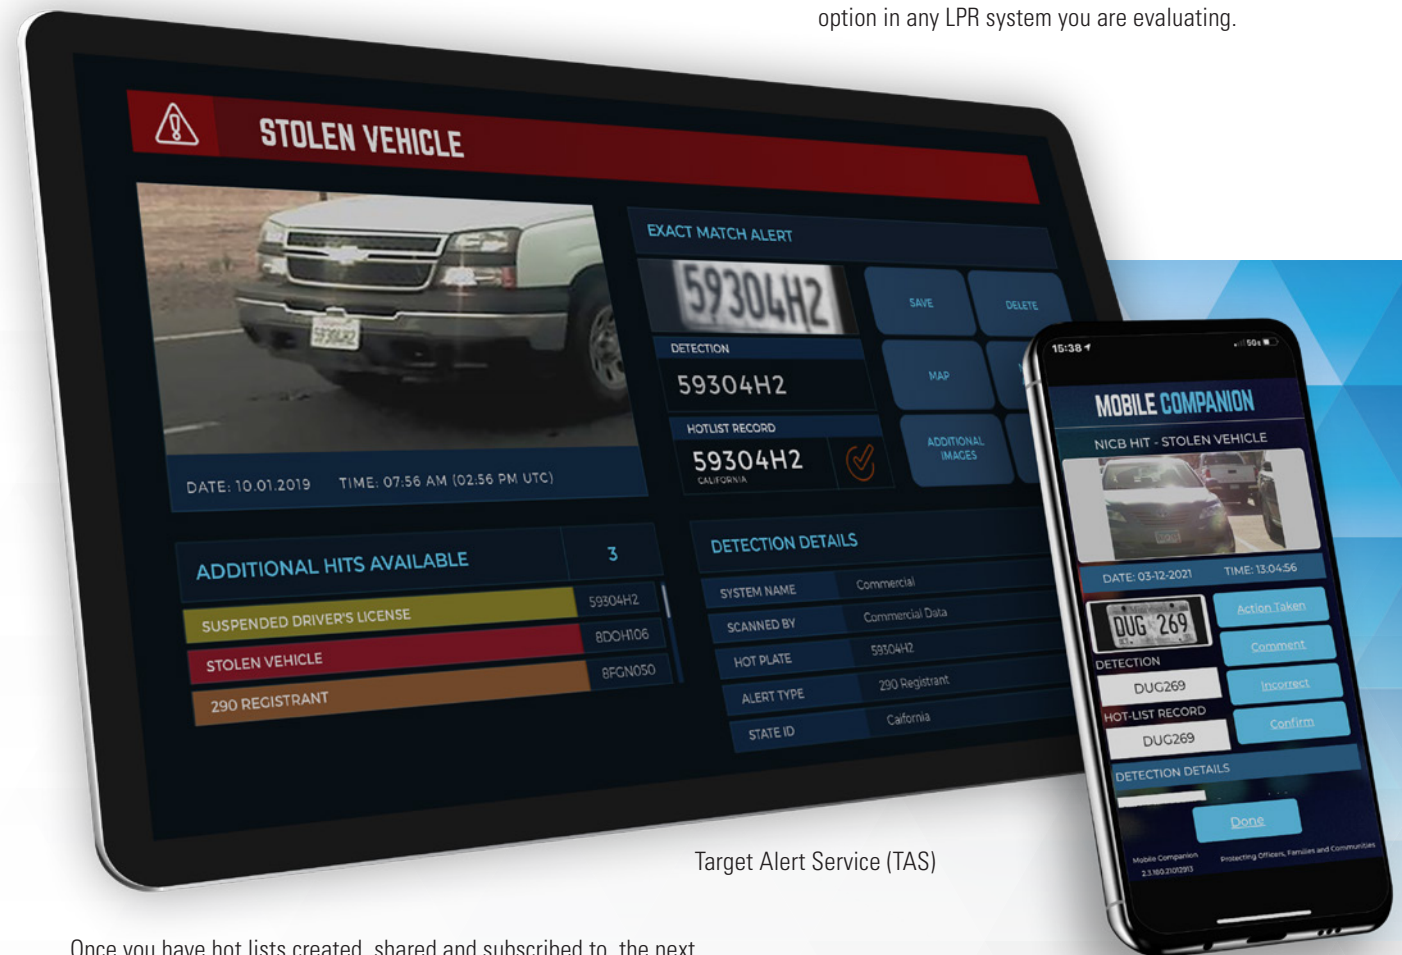 option in any LPR system you are evaluating.
STOLEN VEHICLE
59304H2
DATE: 10.01.2019 TIME: 07:56 AM (02:56 PM UTC)
EXACT MATCH ALERT
59304H2
DETECTION
59304H2
HOTLIST RECORD
59304H2
CALIFORNIA
SAVE
DELETE
MAP
ADDITIONAL
IMAGES
ADDITIONAL HITS AVAILABLE 3
SUSPENDED DRIVER'S LICENSE 59304H2
STOLEN VEHICLE 8DOH106
290 REGISTRANT 8FGN050
DETECTION DETAILS
SYSTEM NAME Commercial
SCANNED BY Commercial Data
HOT PLATE 59304H2
ALERT TYPE 290 Registrant
STATE ID California
15:38
MOBILE COMPANION
NICB HIT - STOLEN VEHICLE
DATE: 03-12-2021 TIME: 13:04:56
DUG 269
DETECTION
DUG269
HOT-LIST RECORD
DUG269
Action Taken
Comment
Incorrect
Confirm
DETECTION DETAILS
Done
Mobile Companion
2.3.160.21012913
Protecting Officers, Families and Communities
Target Alert Service (TAS)
Once you have hot lists created, shared and subscribed to, the next